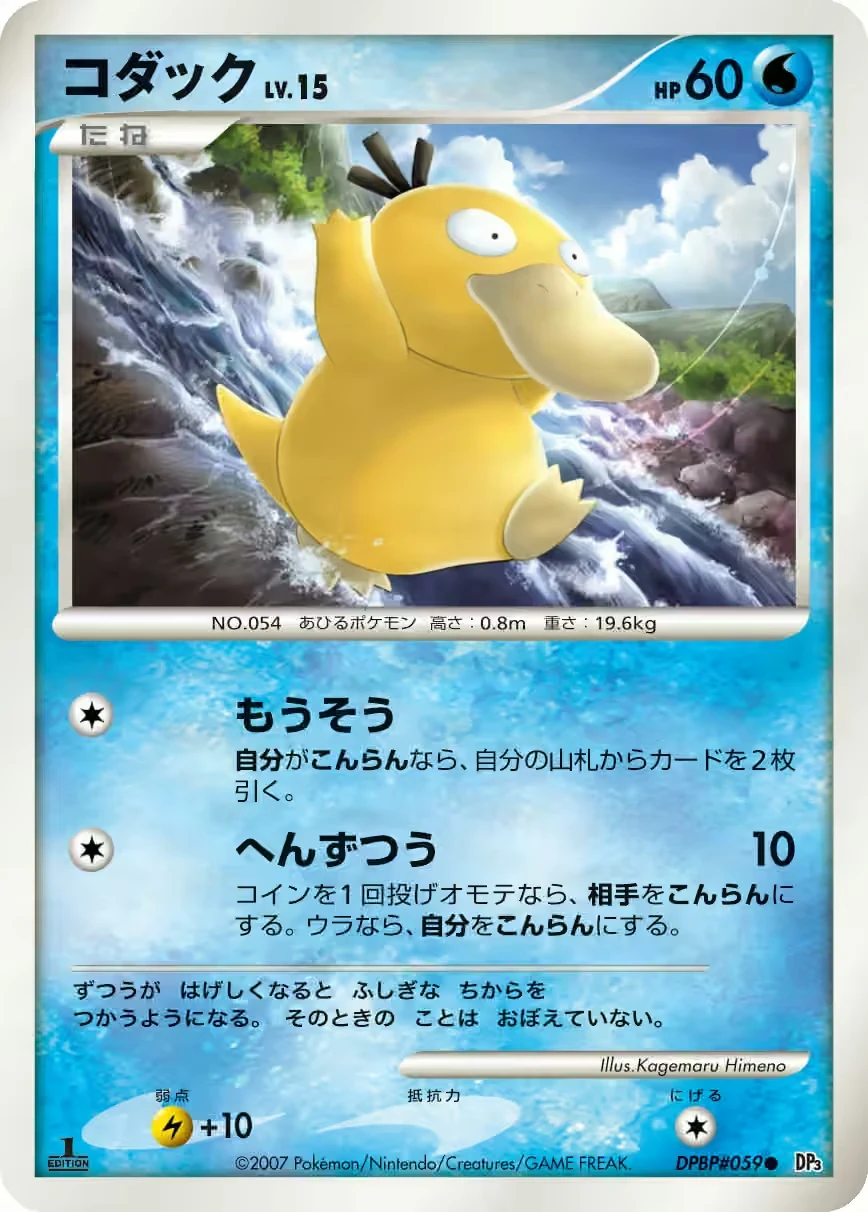 コダック LV.15 HP 60
たね
NO.054 あひるポケモン 高さ：0.8m 重さ：19.6kg
もうそう
自分がこんらんなら、自分の山札からカードを２枚
引く。
へんずつう 10
コインを１回投げオモテなら、相手をこんらんに
する。ウラなら、自分をこんらんにする。
ずつうが はげしくなると ふしぎな ちからを
つかうようになる。 そのときの ことは おぼえていない。
Illus.Kagemaru Himeno
弱点 抵抗力 にげる
+10
1 EDITION ©2007 Pokémon/Nintendo/Creatures/GAME FREAK. DPBP#059● DP3